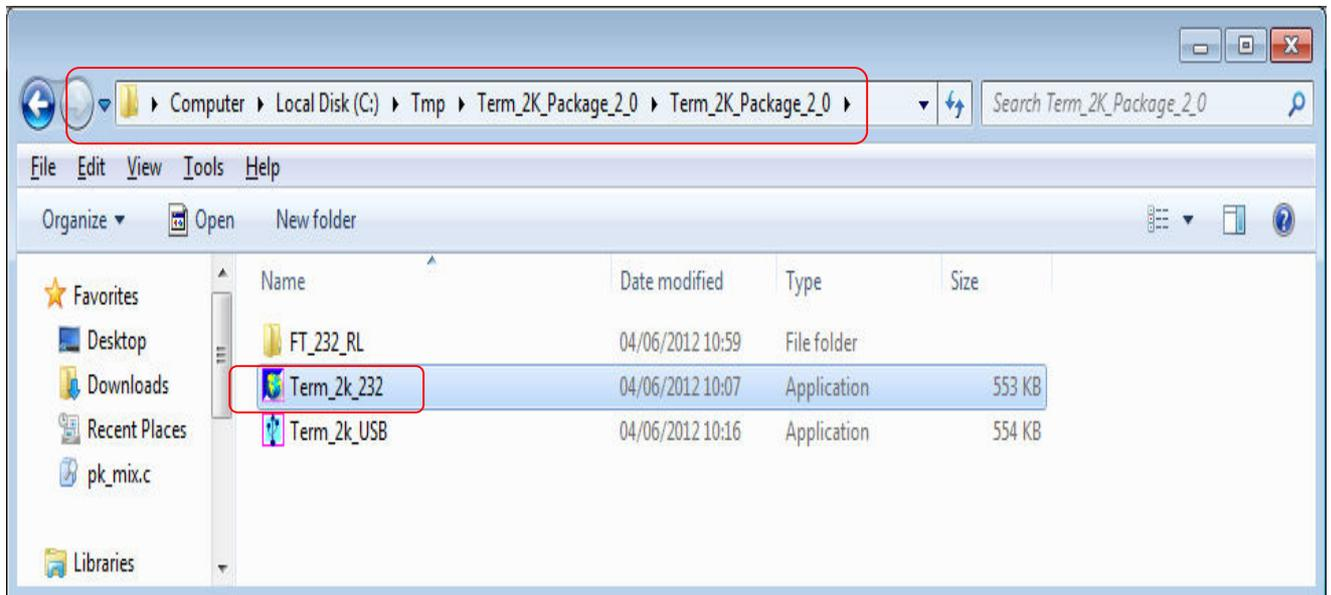 Computer ▸ Local Disk (C:) ▸ Tmp ▸ Term_2K_Package_2_0 ▸ Term_2K_Package_2_0 ▸ Search Term_2K_Package_2_0
File Edit View Tools Help
Organize ▾ Open New folder
Favorites
Desktop
Downloads
Recent Places
pk_mix.c
Libraries
Name Date modified Type Size
FT_232_RL 04/06/2012 10:59 File folder
Term_2k_232 04/06/2012 10:07 Application 553 KB
Term_2k_USB 04/06/2012 10:16 Application 554 KB